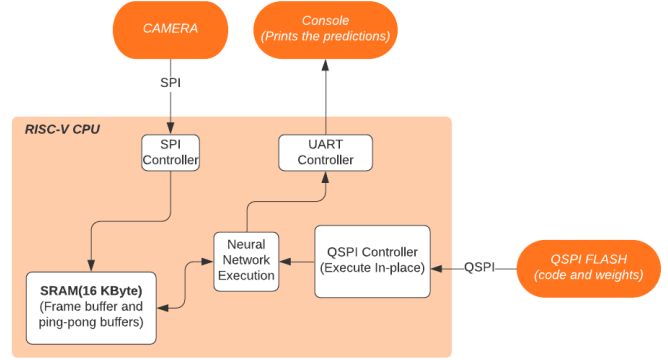 CAMERA
Console
(Prints the predictions)
SPI
RISC-V CPU
SPI
Controller
UART
Controller
Neural
Network
Execution
QSPI Controller
(Execute In-place)
QSPI
QSPI FLASH
(code and weights)
SRAM(16 KByte)
(Frame buffer and
ping-pong buffers)